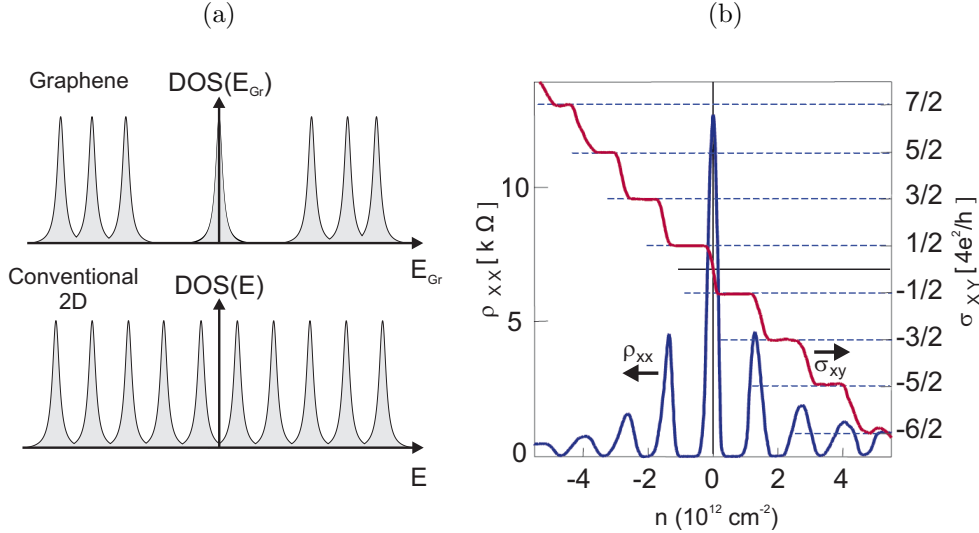 (a)
Graphene
DOS(E_Gr)
E_Gr
Conventional
2D
DOS(E)
E
(b)
ρ_XX [ k Ω ]
10
5
0
ρ_xx
σ_xy
7/2
5/2
3/2
1/2
-1/2
-3/2
-5/2
-6/2
σ_XY [ 4e²/h ]
-4 -2 0 2 4
n (10¹² cm⁻²)